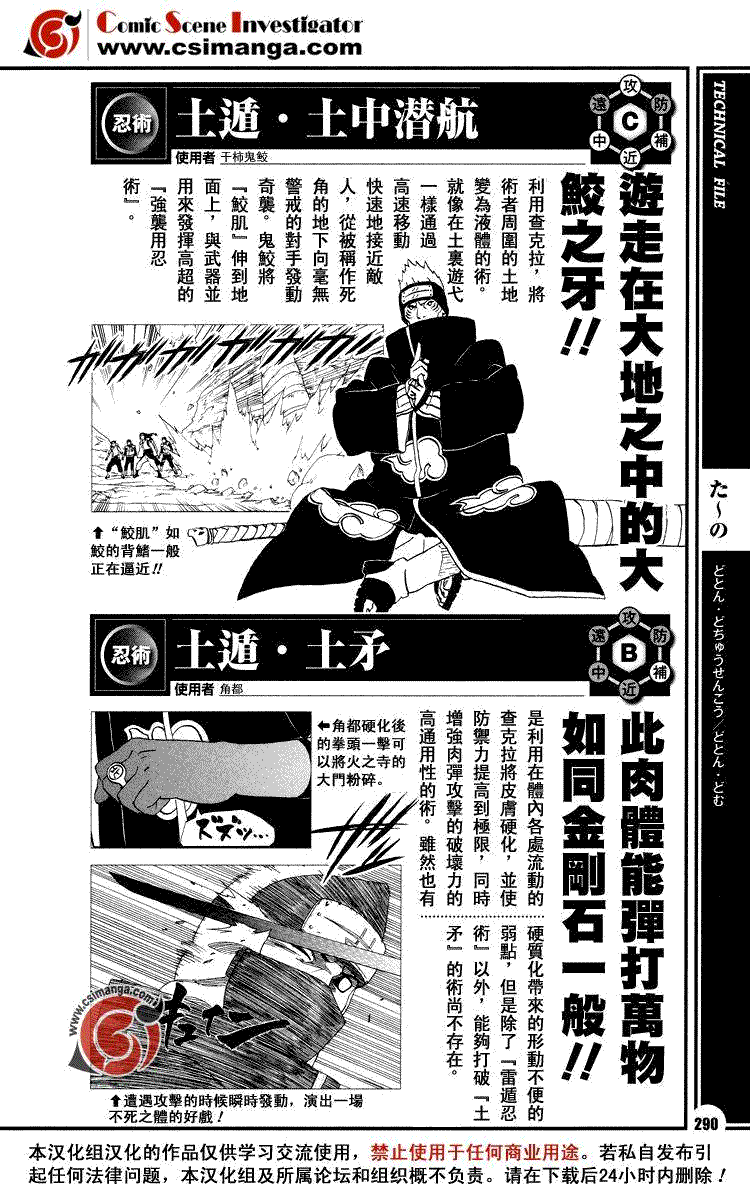 Comic Scene Investigator
www.csimanga.com
TECHNICAL FILE
た～の
どとん・どちゅうせんこう／どとん・どむ
忍術
土遁・土中潜航
使用者 干柿鬼鮫
攻
防
補
近
中
遠
C
遊走在大地之中的大
鮫之牙!!
利用查克拉，將
術者周圍的土地
變為液體的術。
就像在土裏遊弋
一樣通過
高速移動
快速地接近敵
人，從被稱作死
角的地下向毫無
警戒的對手發動
奇襲。鬼鮫將
『鮫肌』伸到地
面上，與武器並
用來發揮高超的
『強襲用忍
術』。
ガガガガガガ
⬆“鮫肌”如
鮫的背鰭一般
正在逼近!!
忍術
土遁・土矛
使用者 角都
攻
防
補
近
中
遠
B
此肉體能彈打萬物
如同金剛石一般!!
是利用在體內各處流動的
查克拉將皮膚硬化，並使
防禦力提高到極限，同時
增強肉彈攻擊的破壞力的
高通用性的術。雖然也有
硬質化帶來的形動不便的
弱點，但是除了『雷遁忍
術』以外，能夠打破『土
矛』的術尚不存在。
⬅角都硬化後
的拳頭一擊可
以將火之寺的
大門粉碎。
ズズッ…
キュイン
www.csimanga.com
⬆遭遇攻擊的時候瞬時發動，演出一場
不死之體的好戲！
290
本汉化组汉化的作品仅供学习交流使用，禁止使用于任何商业用途。若私自发布引
起任何法律问题，本汉化组及所属论坛和组织概不负责。请在下载后24小时内删除！